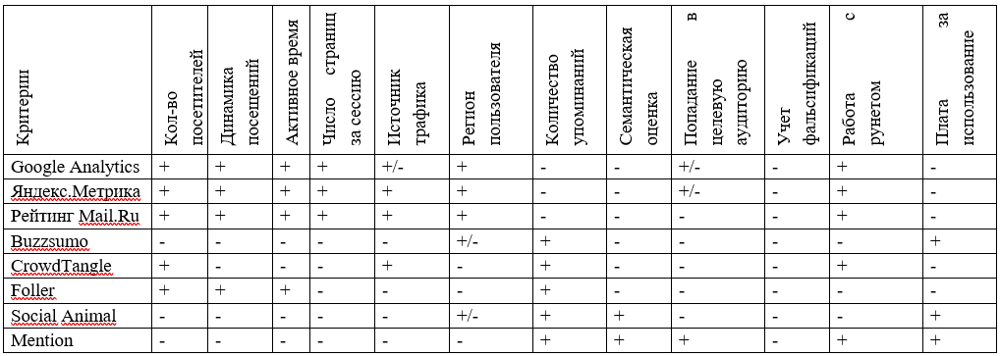 Критерии
Кол-во
посетителей
Динамика
посещений
Активное время
Число страниц
за сессию
Источник
трафика
Регион
пользователя
Количество
упоминаний
Семантическая
оценка
Попадание в
целевую
аудиторию
Учет
фальсификаций
Работа с
рунетом
Плата за
использование
Google Analytics + + + + +/- + - - +/- - + -
Яндекс.Метрика + + + + + + - - +/- - + -
Рейтинг Mail.Ru + + + + + + - - - - + -
Buzzsumo - - - - - +/- + - - - - +
CrowdTangle + - - - + - + - - - + -
Foller + + + - - - + - - - - -
Social Animal - - - - - +/- + + - - - +
Mention - - - - - - + + + - + +